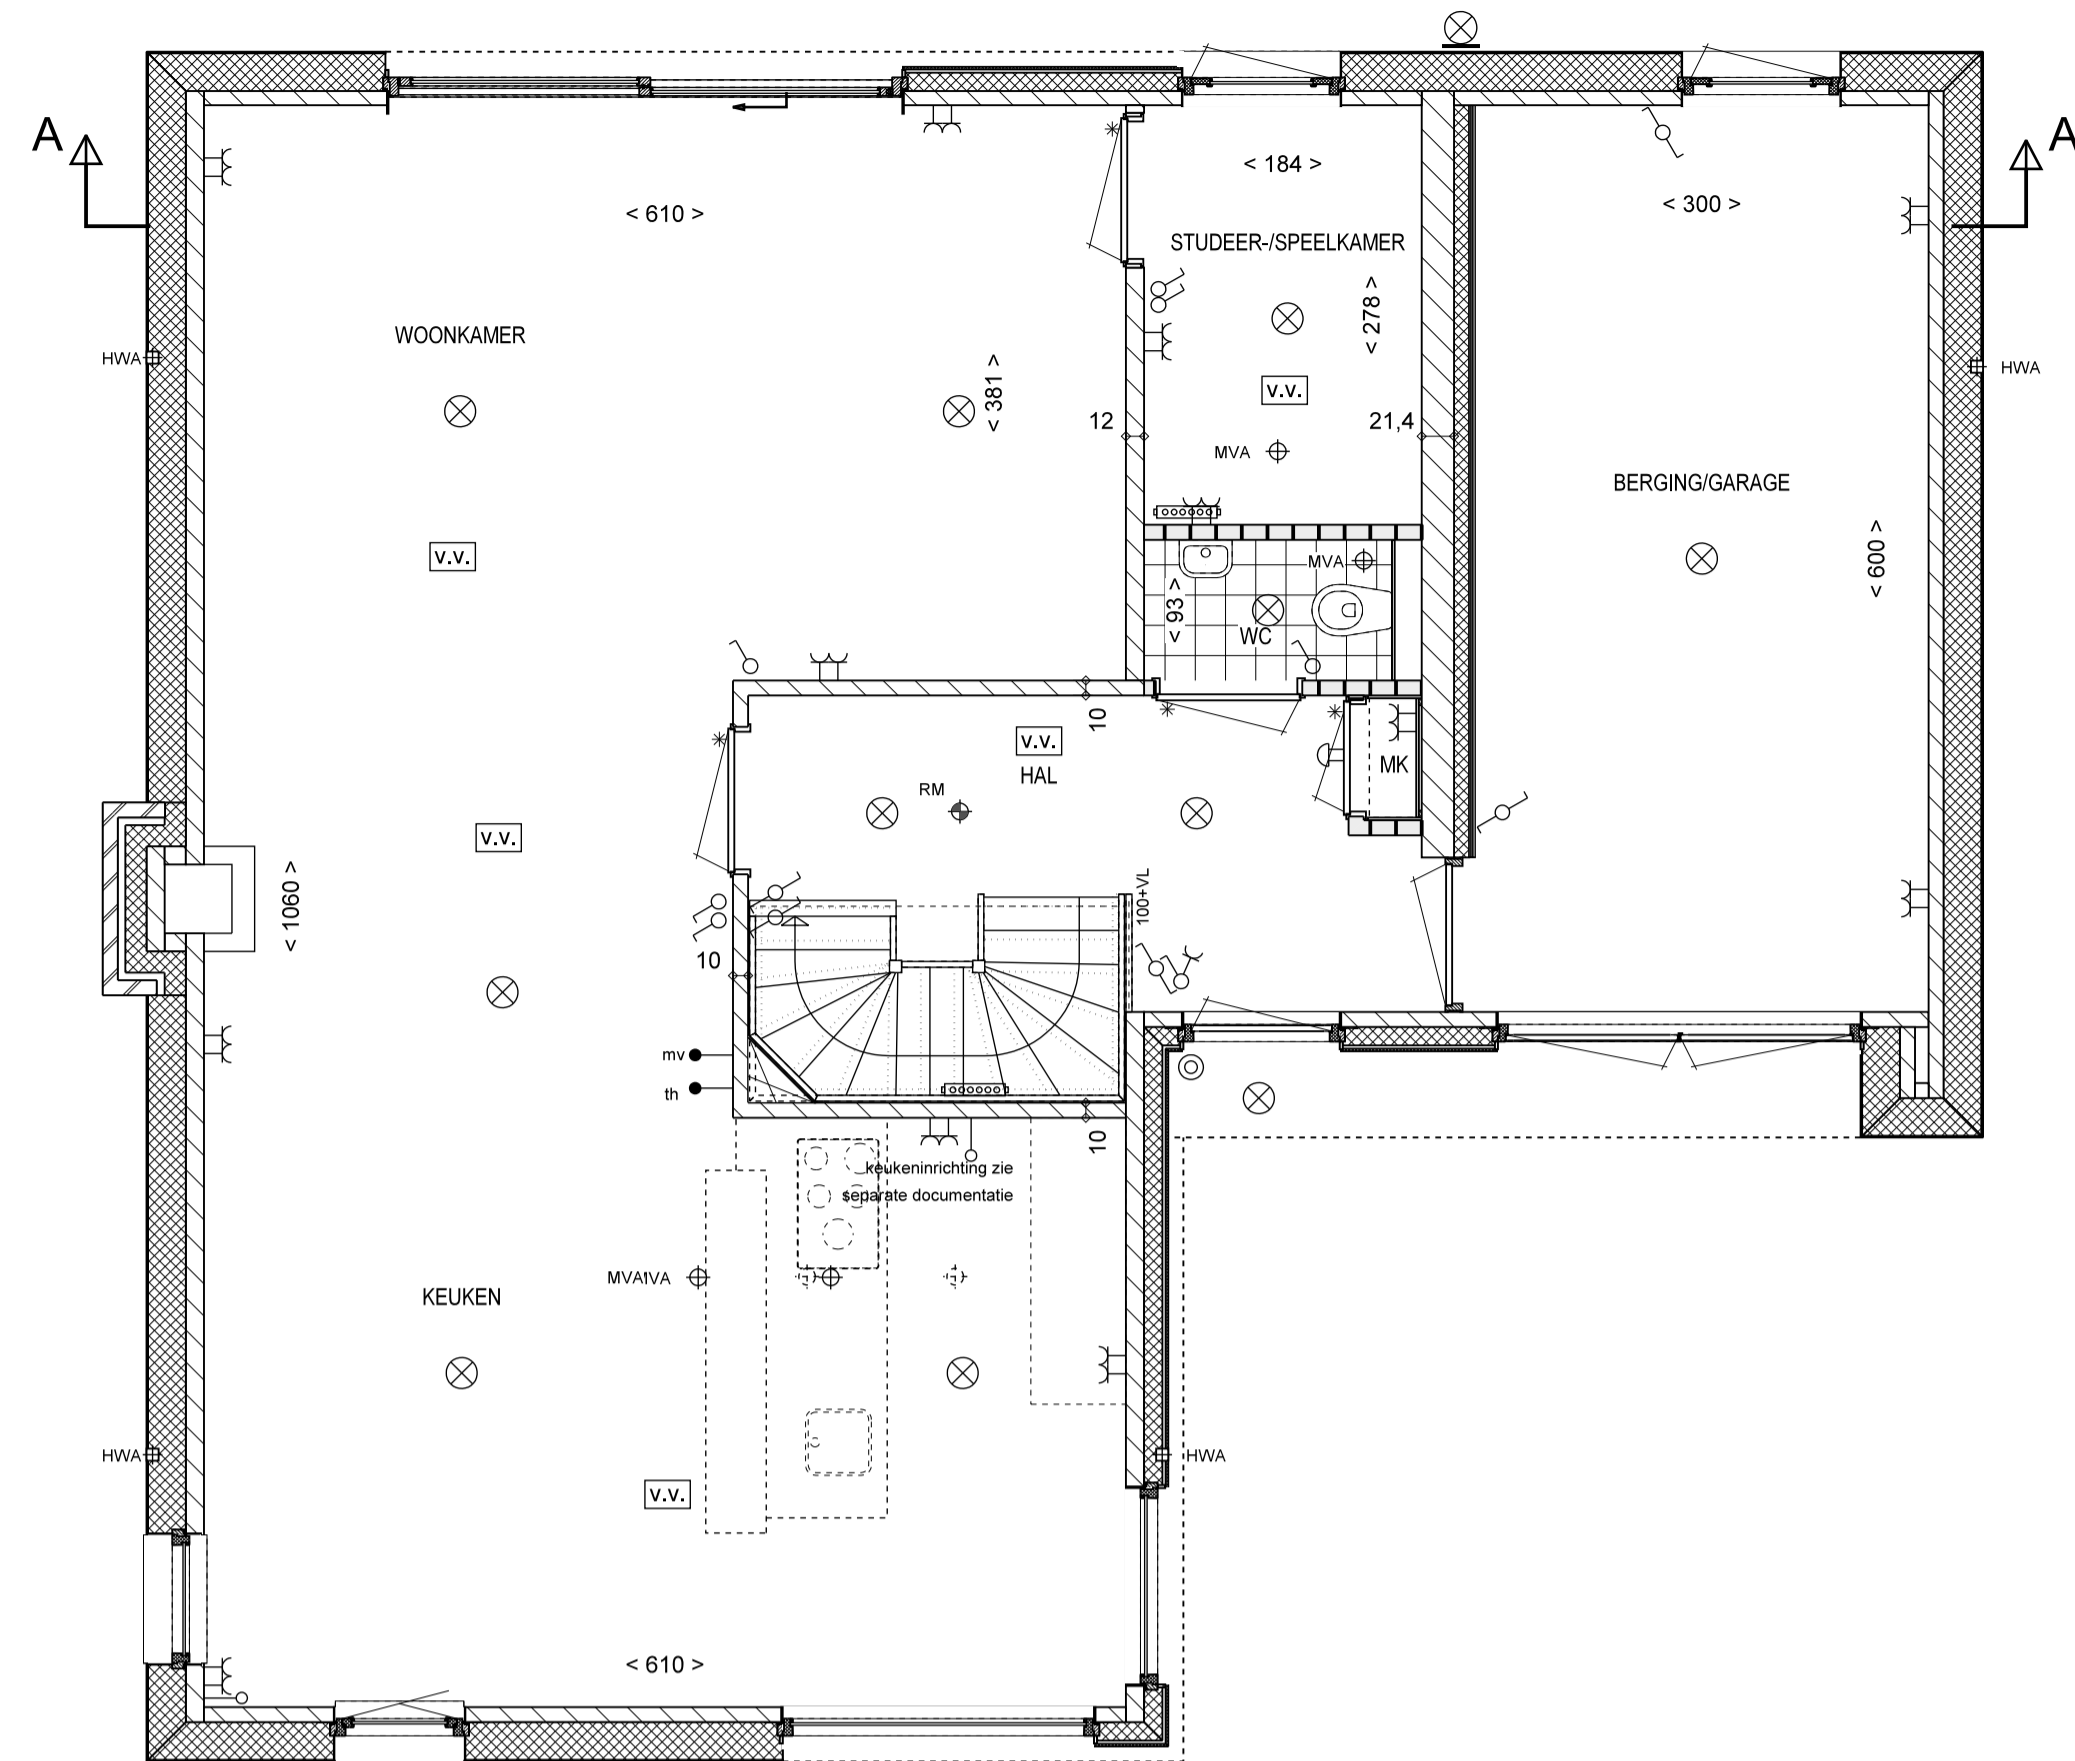 A
A
< 184 >
< 300 >
< 610 >
STUDEER-/SPEELKAMER
< 278 >
WOONKAMER
HWA
HWA
< 381 >
v.v.
12
21,4
MVA
BERGING/GARAGE
v.v.
< 600 >
MVA
< 93 >
WC
10
v.v.
HAL
MK
RM
v.v.
< 1060 >
100+VL
10
mv
th
10
keukeninrichting zie
separate documentatie
MVA
VA
KEUKEN
HWA
HWA
v.v.
< 610 >